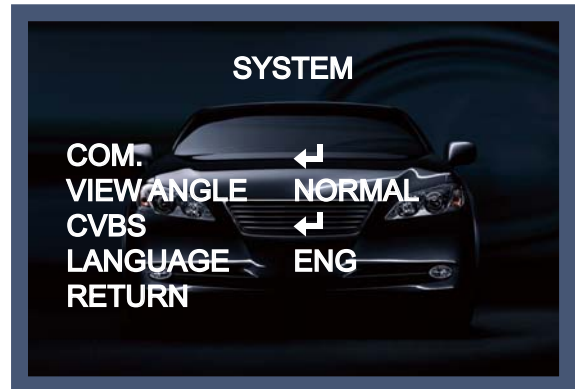 SYSTEM
COM. ↵
VIEW ANGLE NORMAL
CVBS ↵
LANGUAGE ENG
RETURN